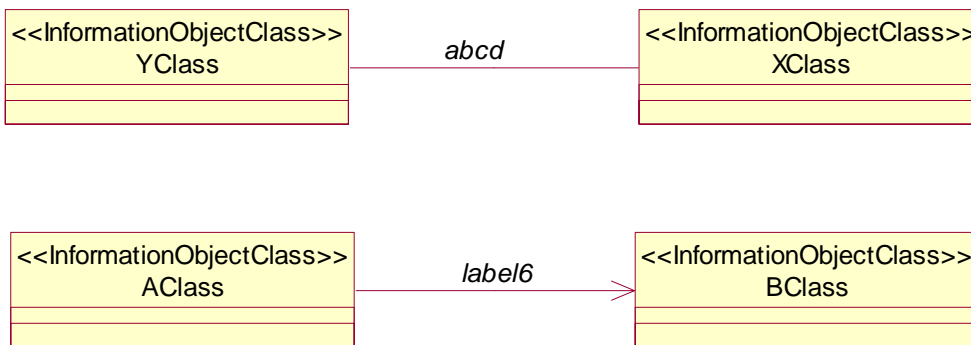 <<InformationObjectClass>>
YClass
abcd
<<InformationObjectClass>>
XClass
<<InformationObjectClass>>
AClass
label6
<<InformationObjectClass>>
BClass